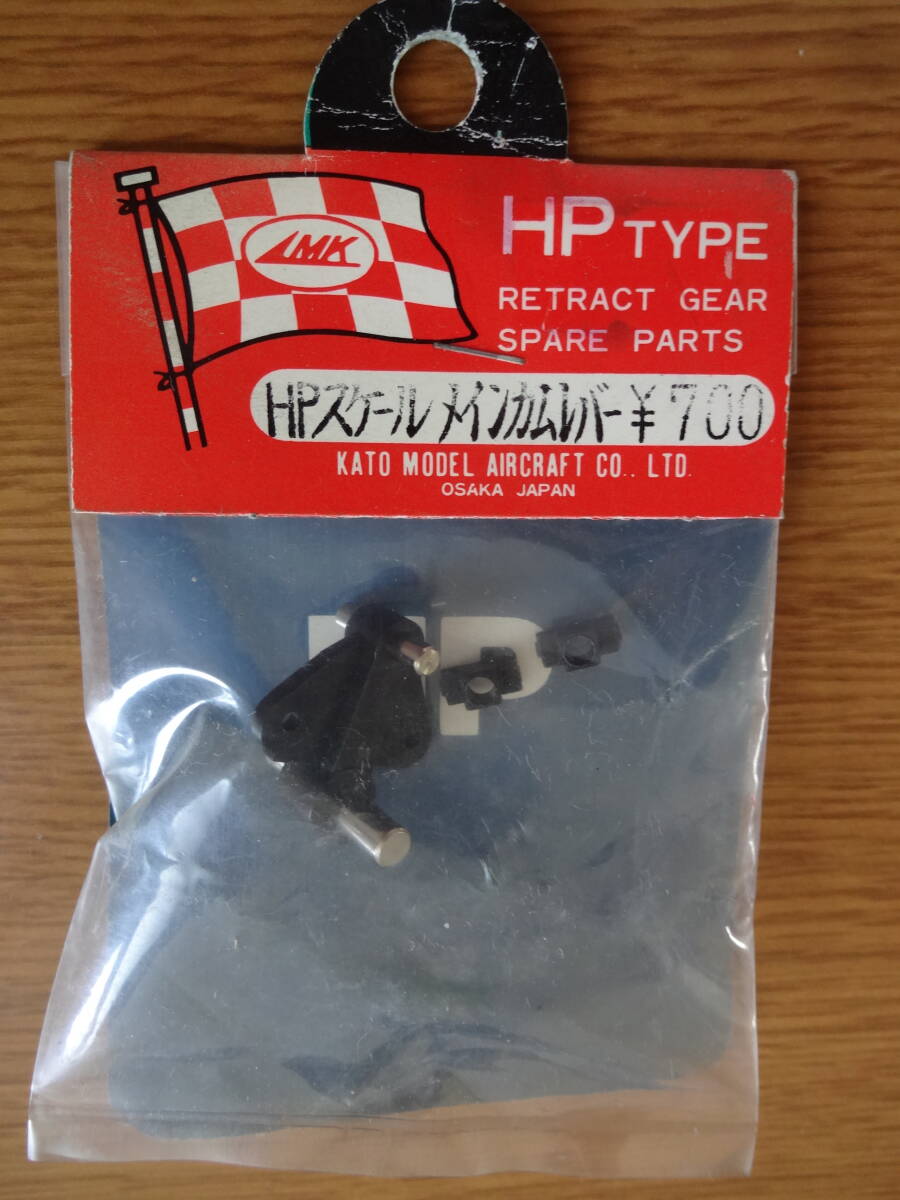 LMK
HP TYPE
RETRACT GEAR
SPARE PARTS
HPスケール メインカムレバー ¥700
KATO MODEL AIRCRAFT CO., LTD.
OSAKA JAPAN
HP